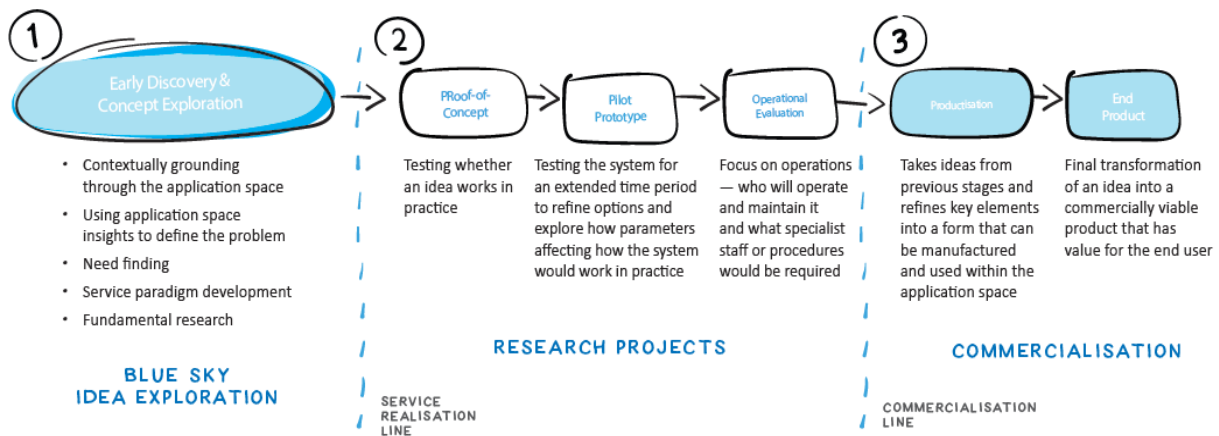 1
Early Discovery &
Concept Exploration
• Contextually grounding
through the application space
• Using application space
insights to define the problem
• Need finding
• Service paradigm development
• Fundamental research
BLUE SKY
IDEA EXPLORATION
2
PRoof-of-
Concept
Testing whether
an idea works in
practice
Pilot
Prototype
Testing the system for
an extended time period
to refine options and
explore how parameters
affecting how the system
would work in practice
Operational
Evaluation
Focus on operations
— who will operate
and maintain it
and what specialist
staff or procedures
would be required
RESEARCH PROJECTS
SERVICE
REALISATION
LINE
3
Productisation
Takes ideas from
previous stages and
refines key elements
into a form that can
be manufactured
and used within the
application space
End
Product
Final transformation
of an idea into a
commercially viable
product that has
value for the end user
COMMERCIALISATION
COMMERCIALISATION
LINE